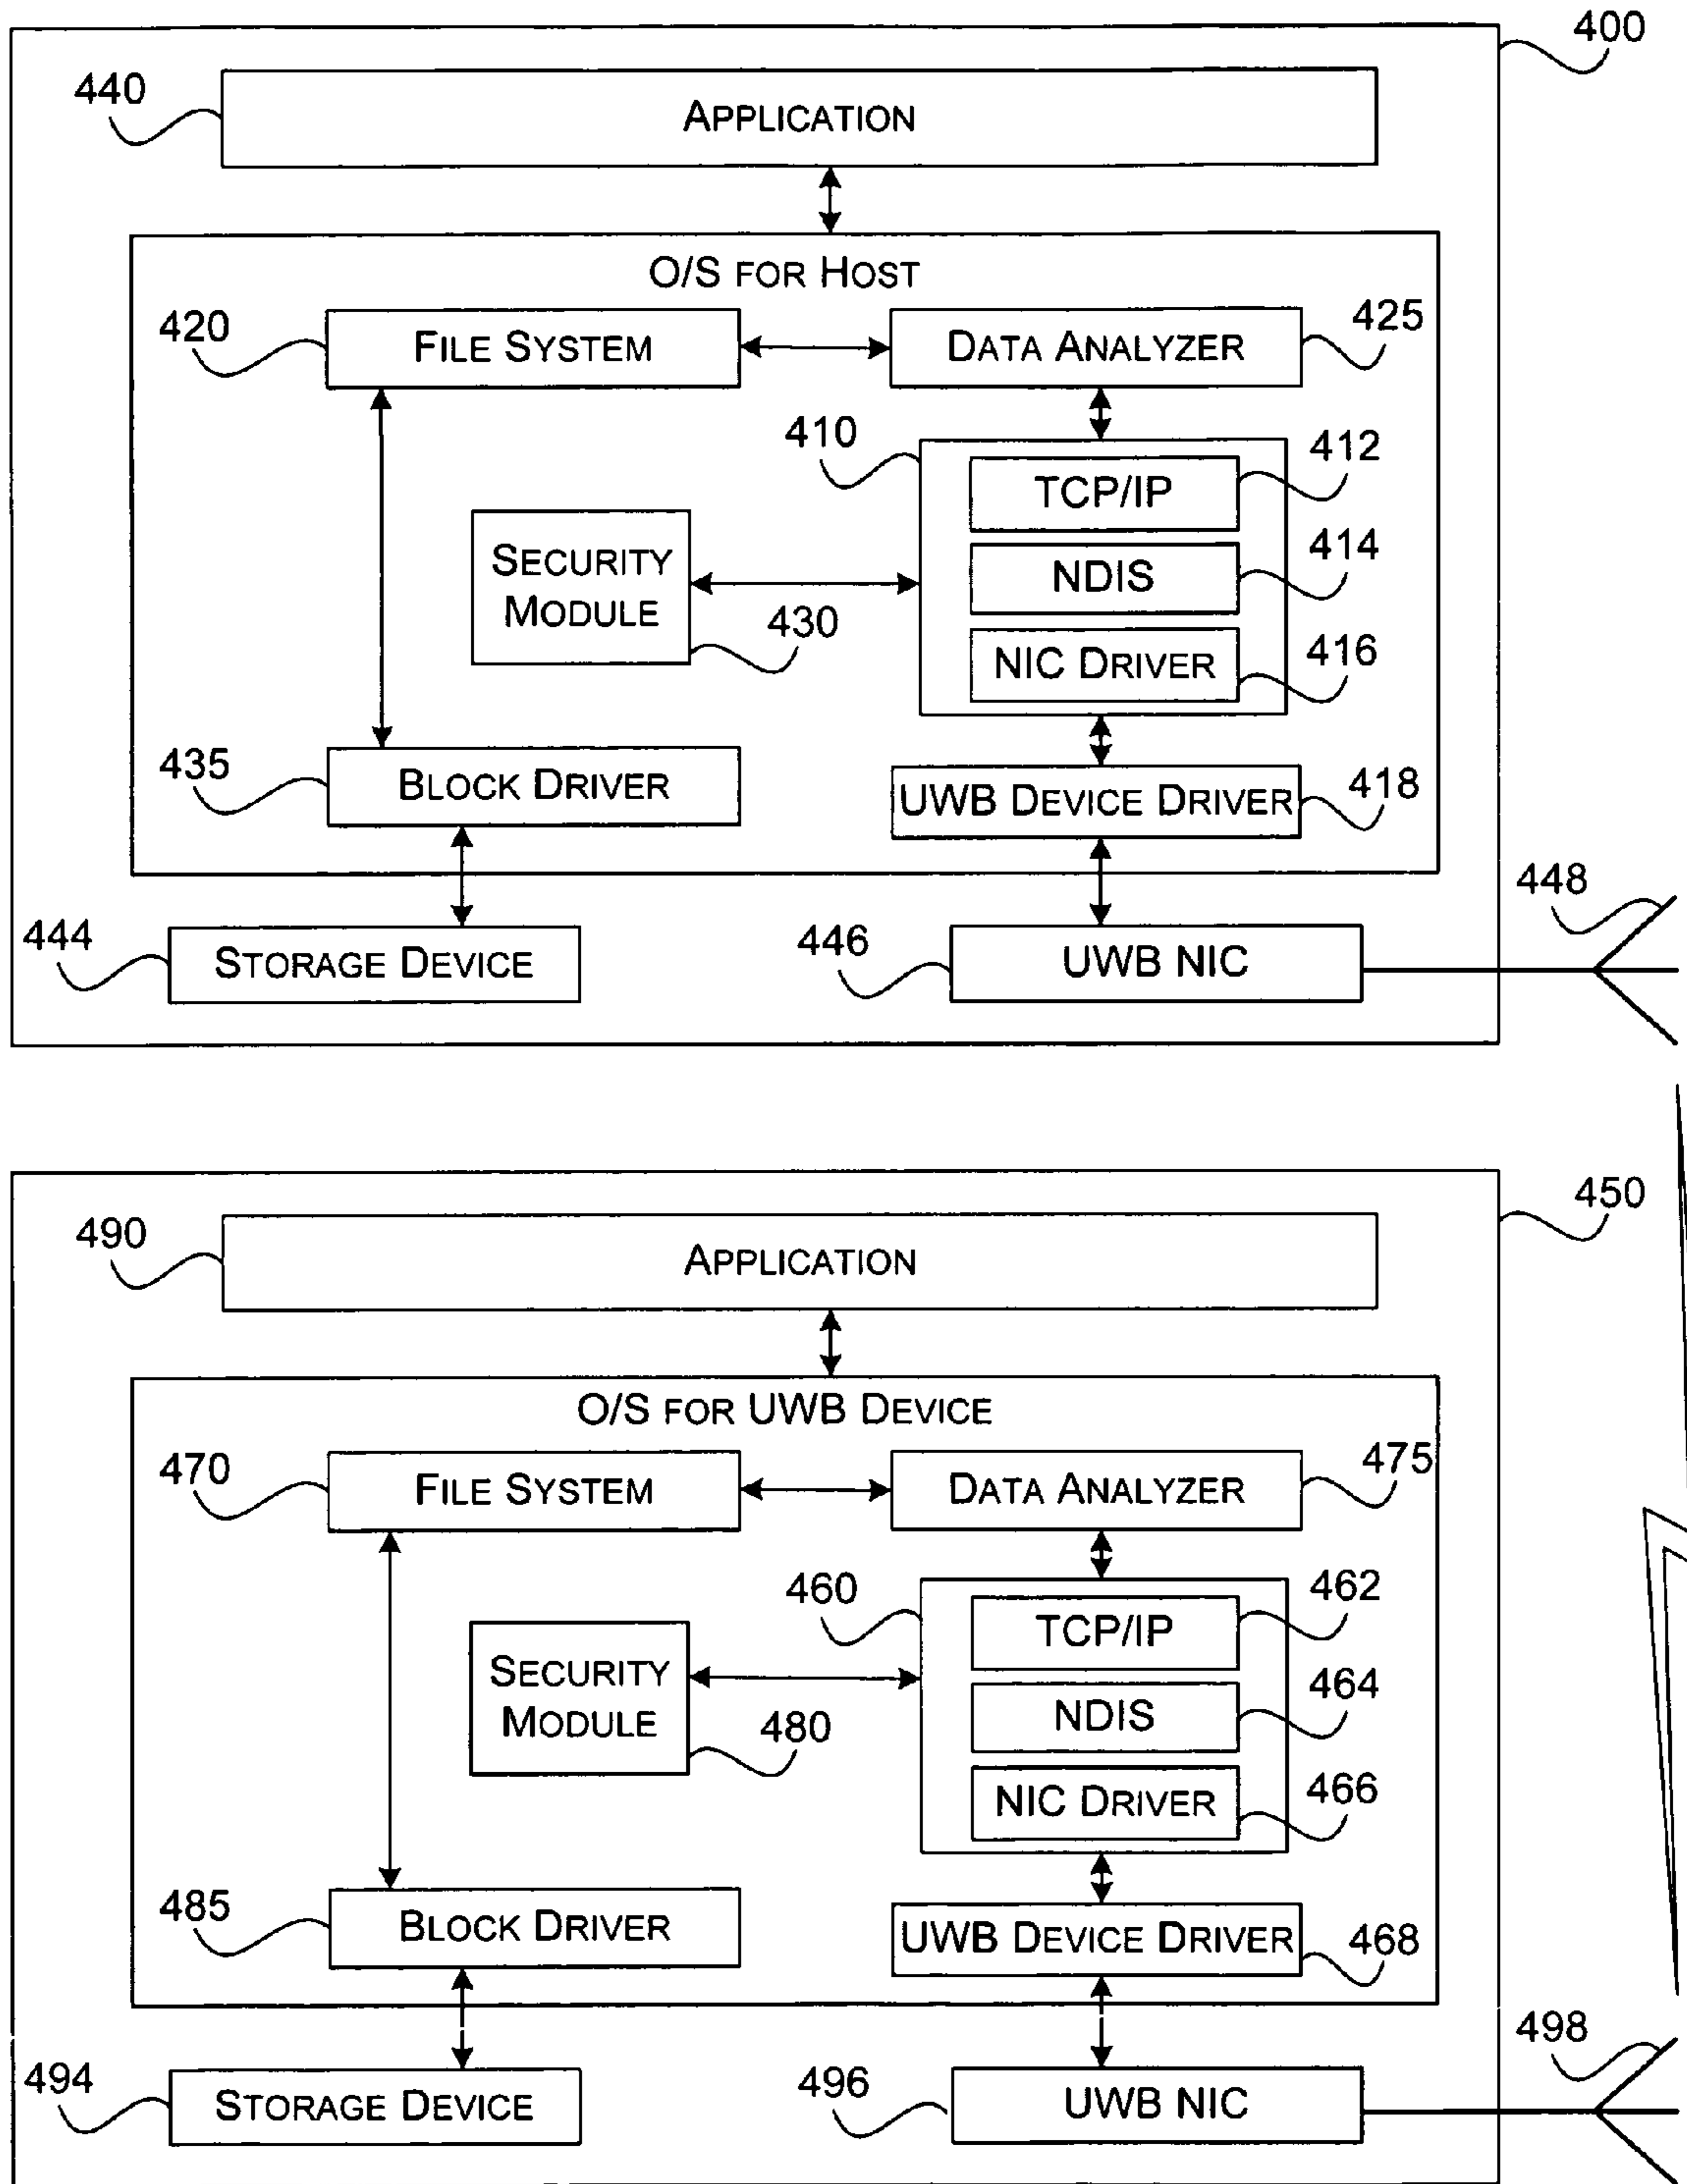 400
440
APPLICATION
O/S FOR HOST
420
FILE SYSTEM
DATA ANALYZER
425
410
TCP/IP
412
SECURITY
MODULE
NDIS
414
430
NIC DRIVER
416
435
BLOCK DRIVER
UWB DEVICE DRIVER
418
448
444
STORAGE DEVICE
446
UWB NIC
450
490
APPLICATION
O/S FOR UWB DEVICE
470
FILE SYSTEM
DATA ANALYZER
475
460
TCP/IP
462
SECURITY
MODULE
NDIS
464
480
NIC DRIVER
466
485
BLOCK DRIVER
UWB DEVICE DRIVER
468
498
494
STORAGE DEVICE
496
UWB NIC